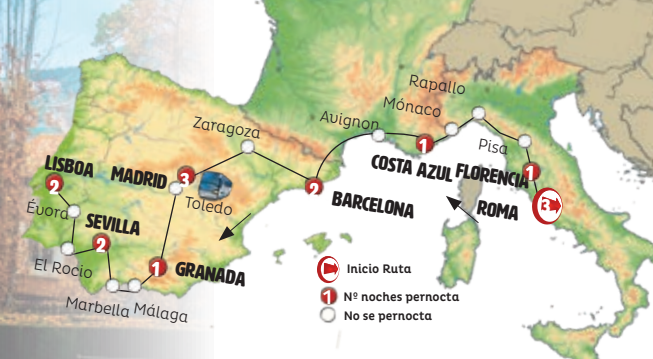 Rapallo
Mónaco
Avignon
Zaragoza
Pisa
COSTA AZUL
1
FLORENCIA
1
LISBOA
2
MADRID
3
Toledo
2
BARCELONA
ROMA
3
Évora
SEVILLA
2
El Rocio
1
GRANADA
Marbella
Málaga
Inicio Ruta
1 Nº noches pernocta
No se pernocta